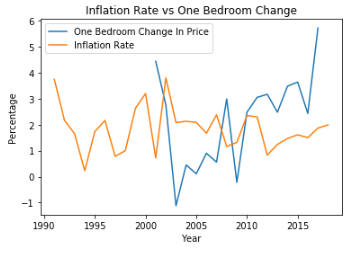 Inflation Rate vs One Bedroom Change
One Bedroom Change In Price
Inflation Rate
6
5
4
3
2
1
0
−1
Percentage
1990
1995
2000
2005
2010
2015
Year